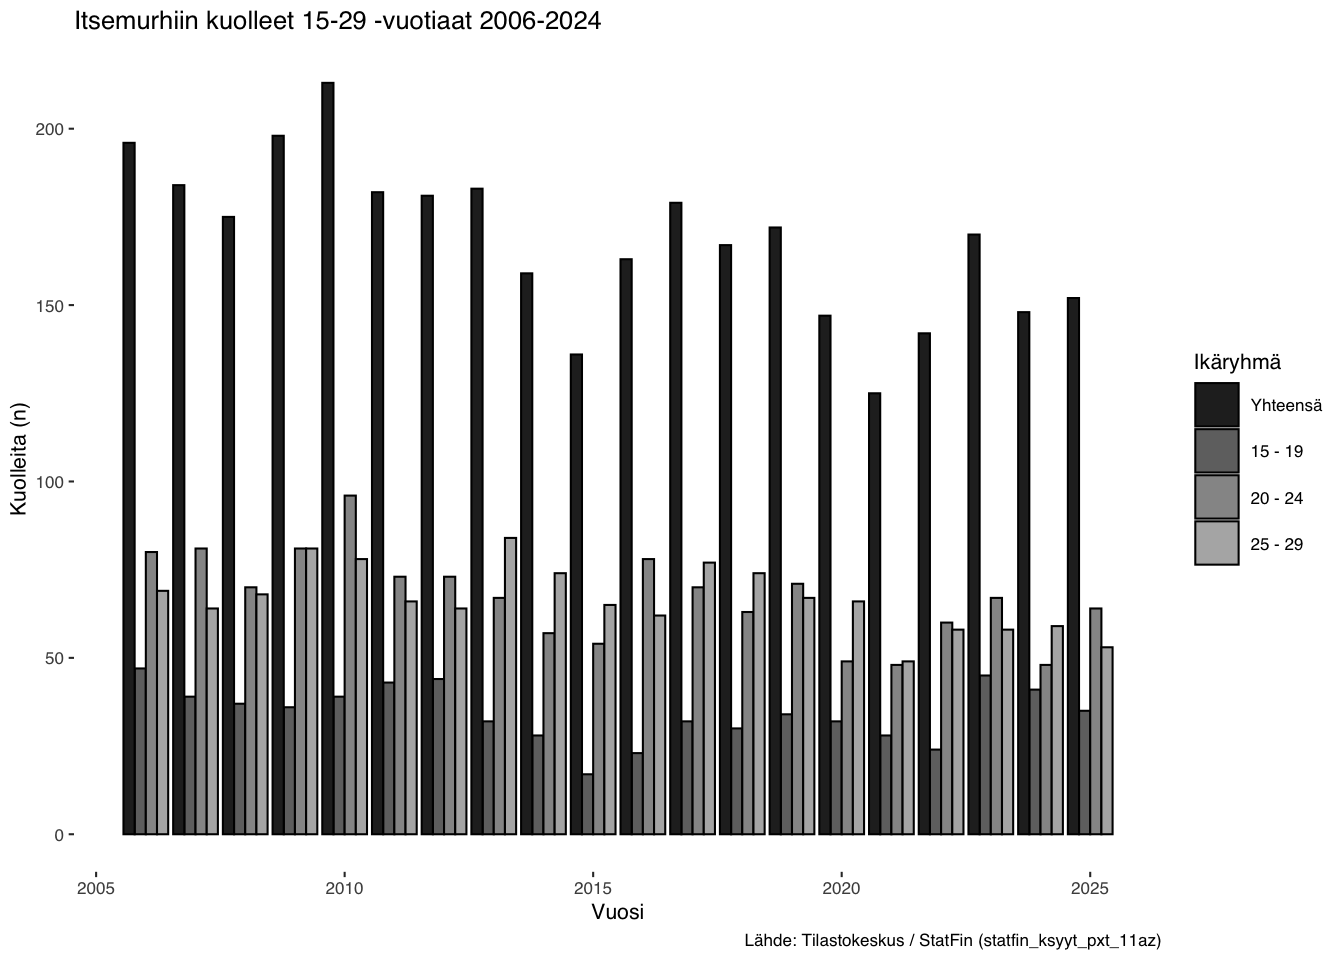 Itsemurhiin kuolleet 15-29 -vuotiaat 2006-2024
Kuolleita (n)
200
150
100
50
0
2005
2010
2015
2020
2025
Vuosi
Ikäryhmä
Yhteensä
15 - 19
20 - 24
25 - 29
Lähde: Tilastokeskus / StatFin (statfin_ksyyt_pxt_11az)